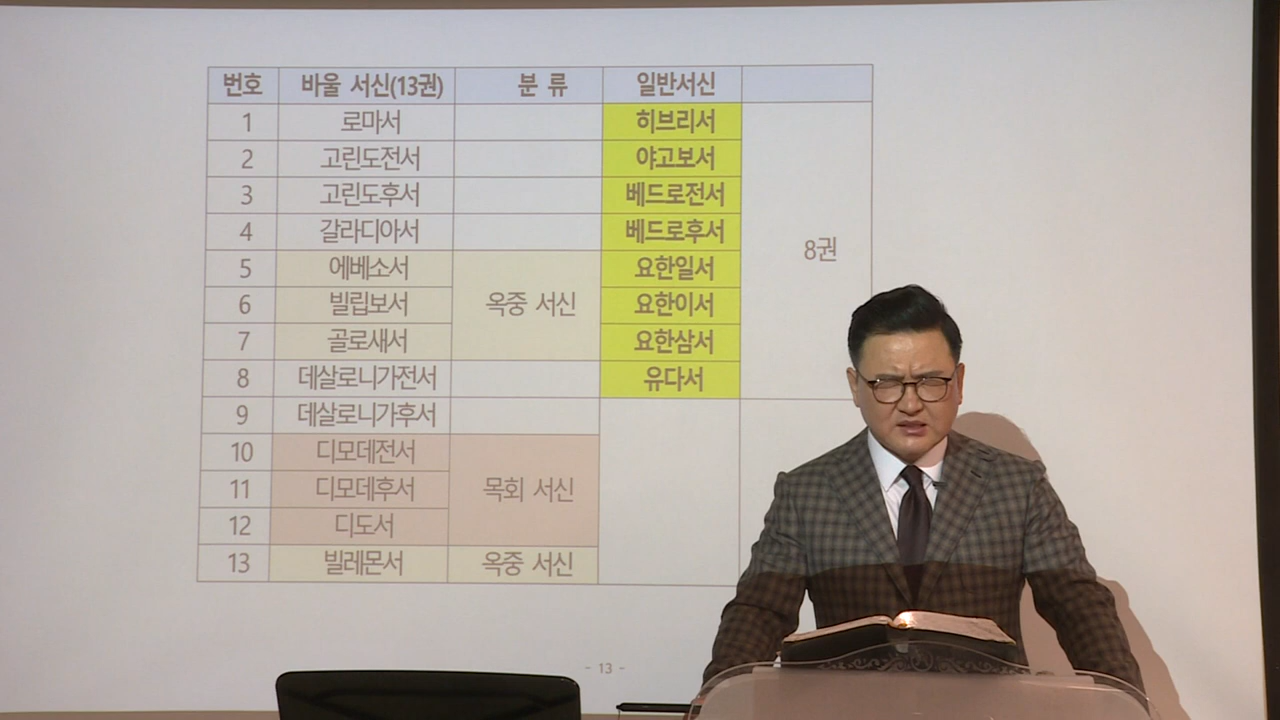 번호 바울 서신(13권) 분 류 일반서신
1 로마서 히브리서
2 고린도전서 야고보서
3 고린도후서 베드로전서
4 갈라디아서 베드로후서
5 에베소서 요한일서
6 빌립보서 옥중 서신 요한이서
7 골로새서 요한삼서
8 데살로니가전서 유다서
8권
9 데살로니가후서
10 디모데전서
11 디모데후서 목회 서신
12 디도서
13 빌레몬서 옥중 서신
- 13 -